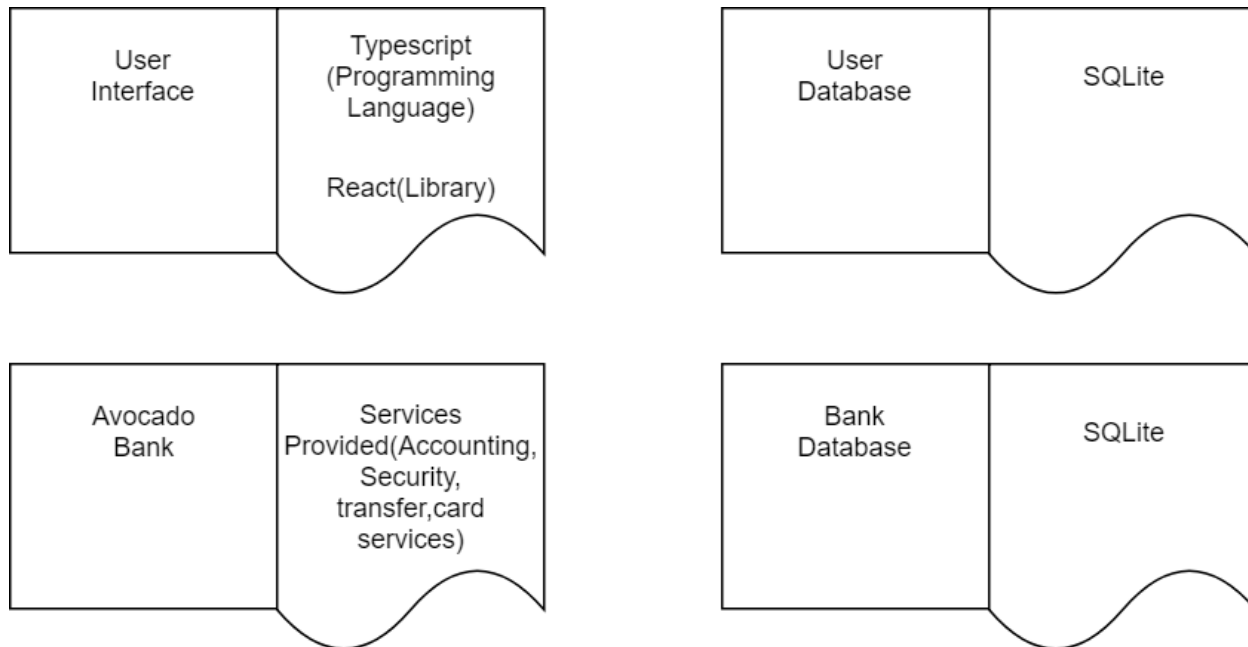 User
Interface
Typescript
(Programming
Language)
React(Library)
User
Database
SQLite
Avocado
Bank
Services
Provided(Accounting,
Security,
transfer,card
services)
Bank
Database
SQLite